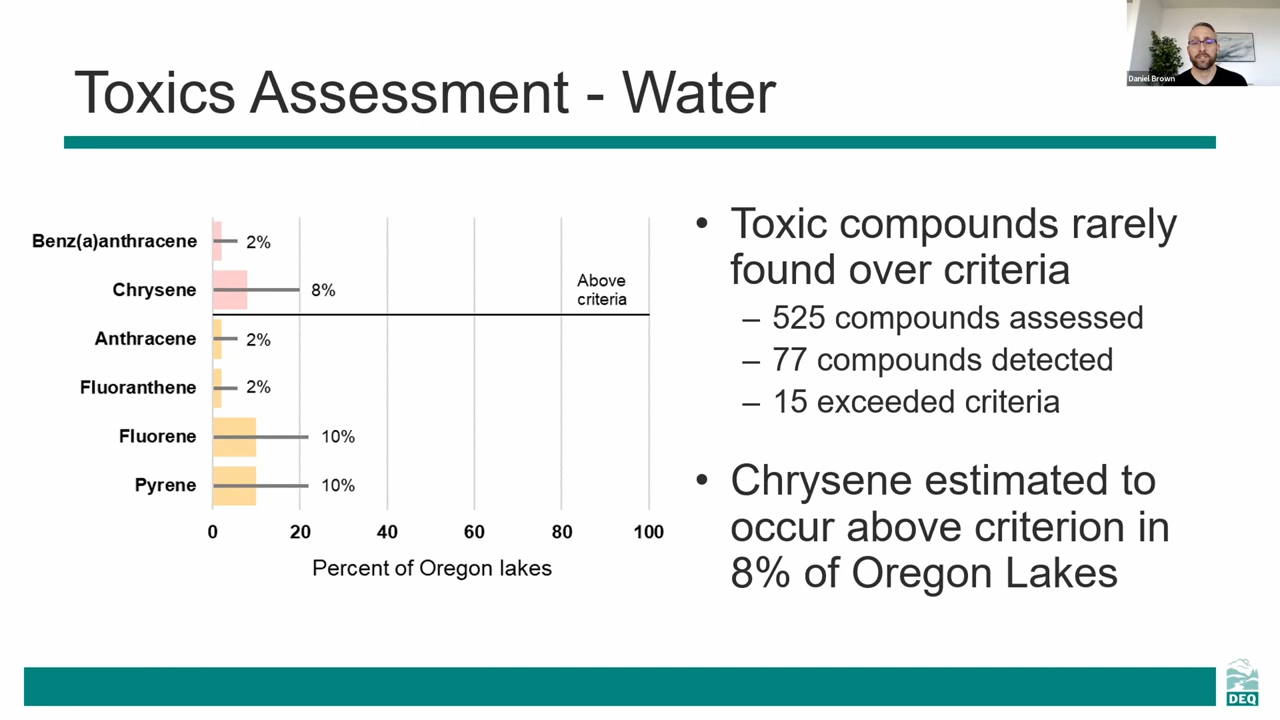 Daniel Brown
Toxics Assessment - Water
Benz(a)anthracene
2%
Chrysene
8%
Above
criteria
Anthracene
2%
Fluoranthene
2%
Fluorene
10%
Pyrene
10%
0 20 40 60 80 100
Percent of Oregon lakes
• Toxic compounds rarely
found over criteria
– 525 compounds assessed
– 77 compounds detected
– 15 exceeded criteria
• Chrysene estimated to
occur above criterion in
8% of Oregon Lakes
DEQ